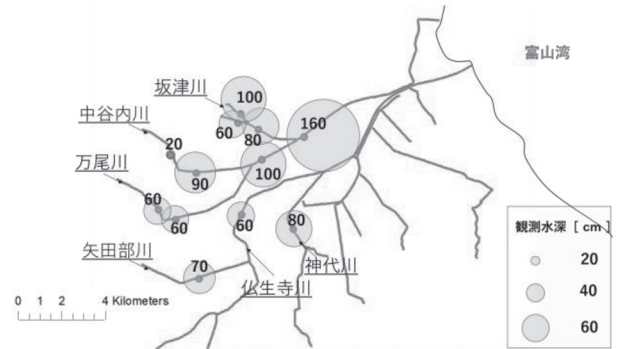 富山湾
坂津川
100
中谷内川
60
80
160
20
万尾川
90
100
60
60
60
80
矢田部川
70
神代川
仏生寺川
観測水深 [ cm ]
20
40
60
0 1 2 4 Kilometers